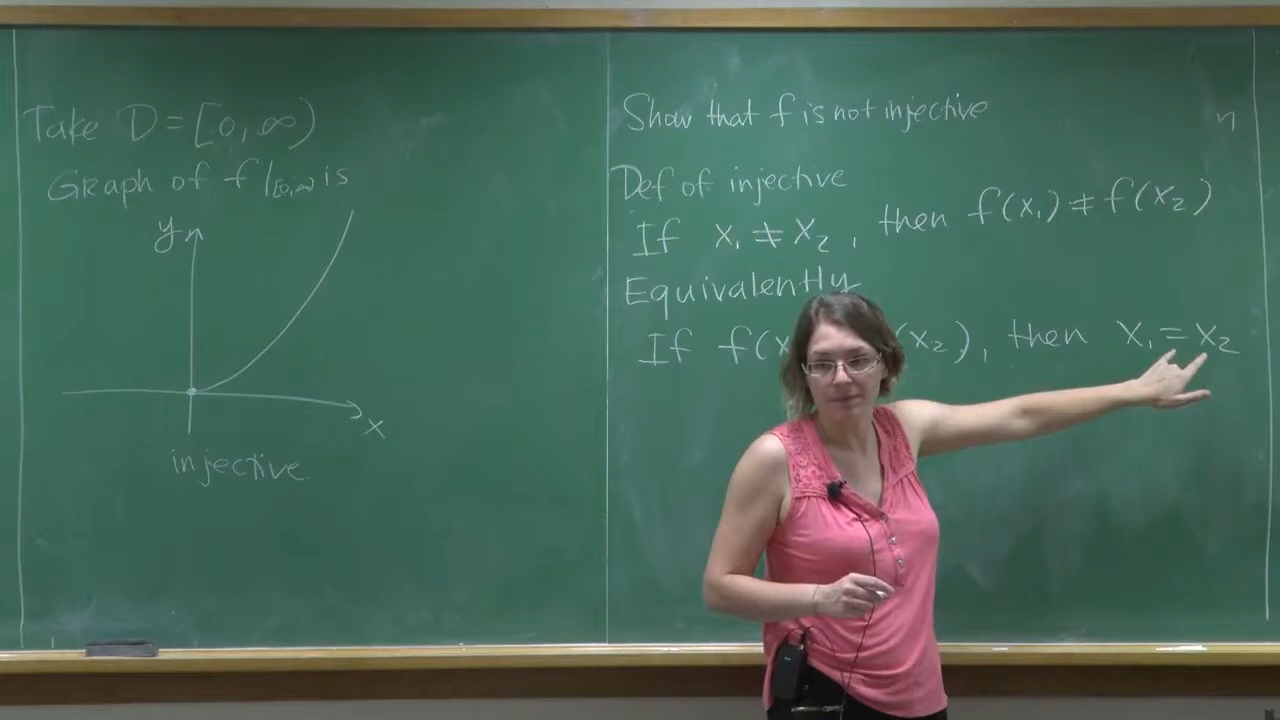 Take D = [0, ∞)
Graph of f|[0,∞) is
y
x
injective.
Show that f is not injective
n
Def of injective
If x₁ ≠ x₂, then f(x₁) ≠ f(x₂)
Equivalently
If f(x (x₂), then x₁ = x₂